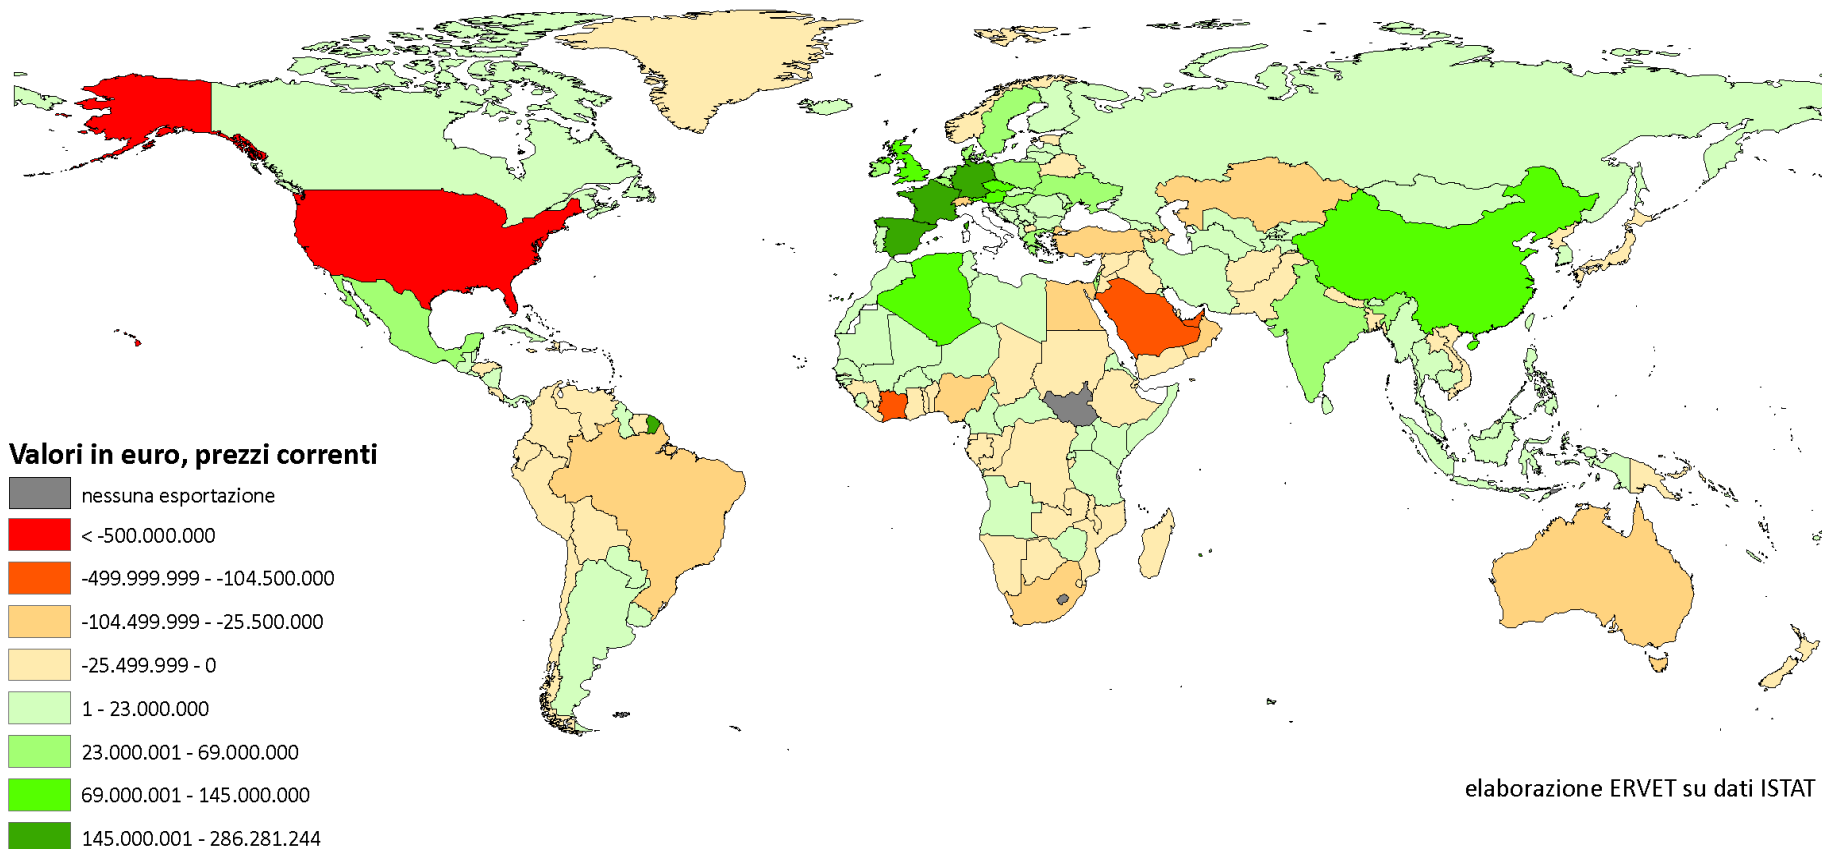 Valori in euro, prezzi correnti
nessuna esportazione
< -500.000.000
-499.999.999 - -104.500.000
-104.499.999 - -25.500.000
-25.499.999 - 0
1 - 23.000.000
23.000.001 - 69.000.000
69.000.001 - 145.000.000
145.000.001 - 286.281.244
elaborazione ERVET su dati ISTAT